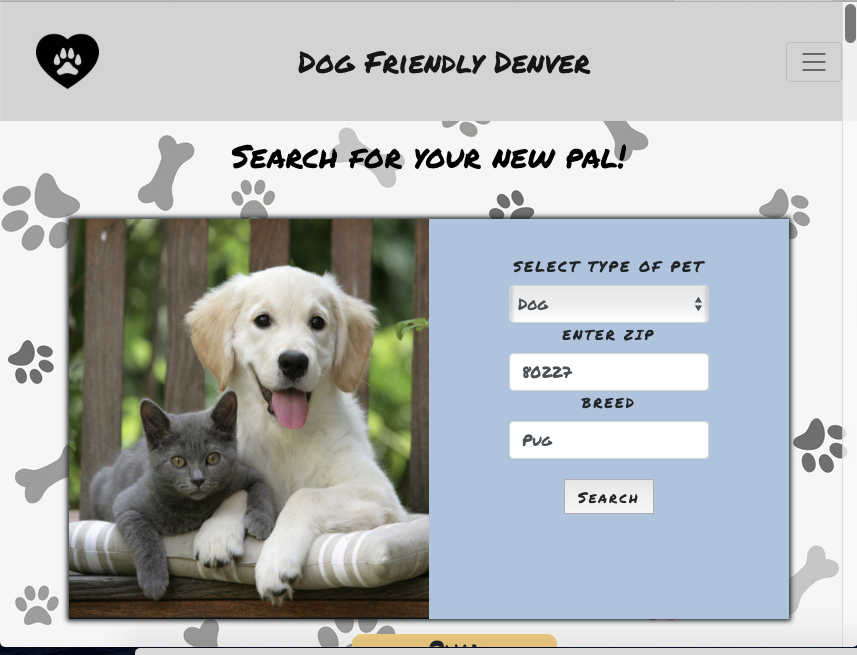 Dog Friendly Denver
Search for your new pal!
Select Type of Pet
Dog
Enter Zip
80227
Breed
Pug
Search